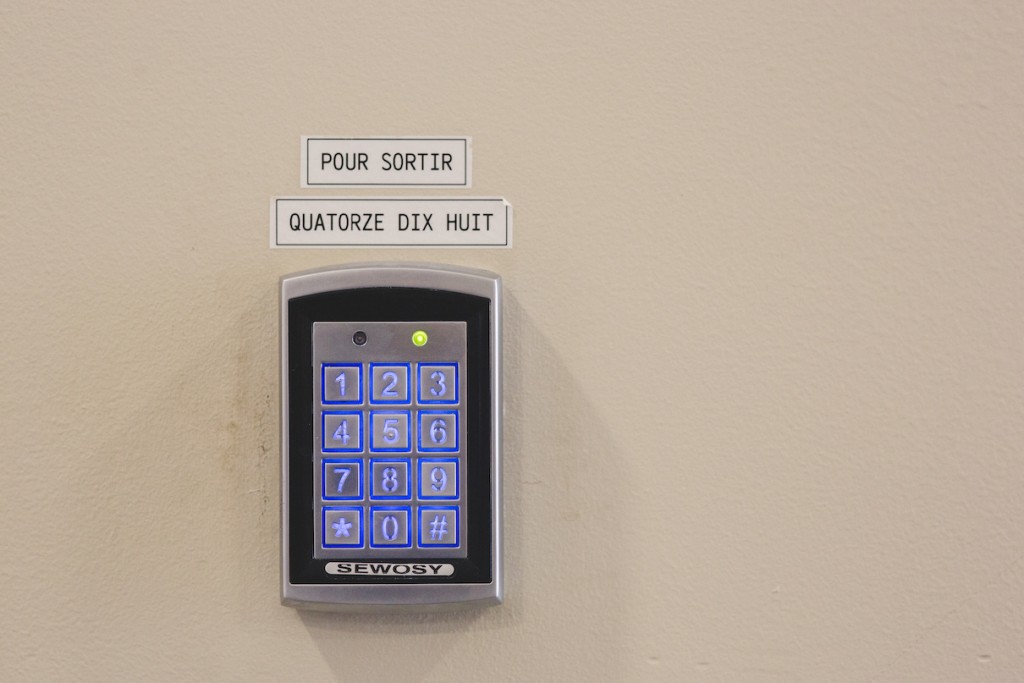 POUR SORTIR
QUATORZE DIX HUIT
1 2 3
4 5 6
7 8 9
* 0 #
SEWOSY